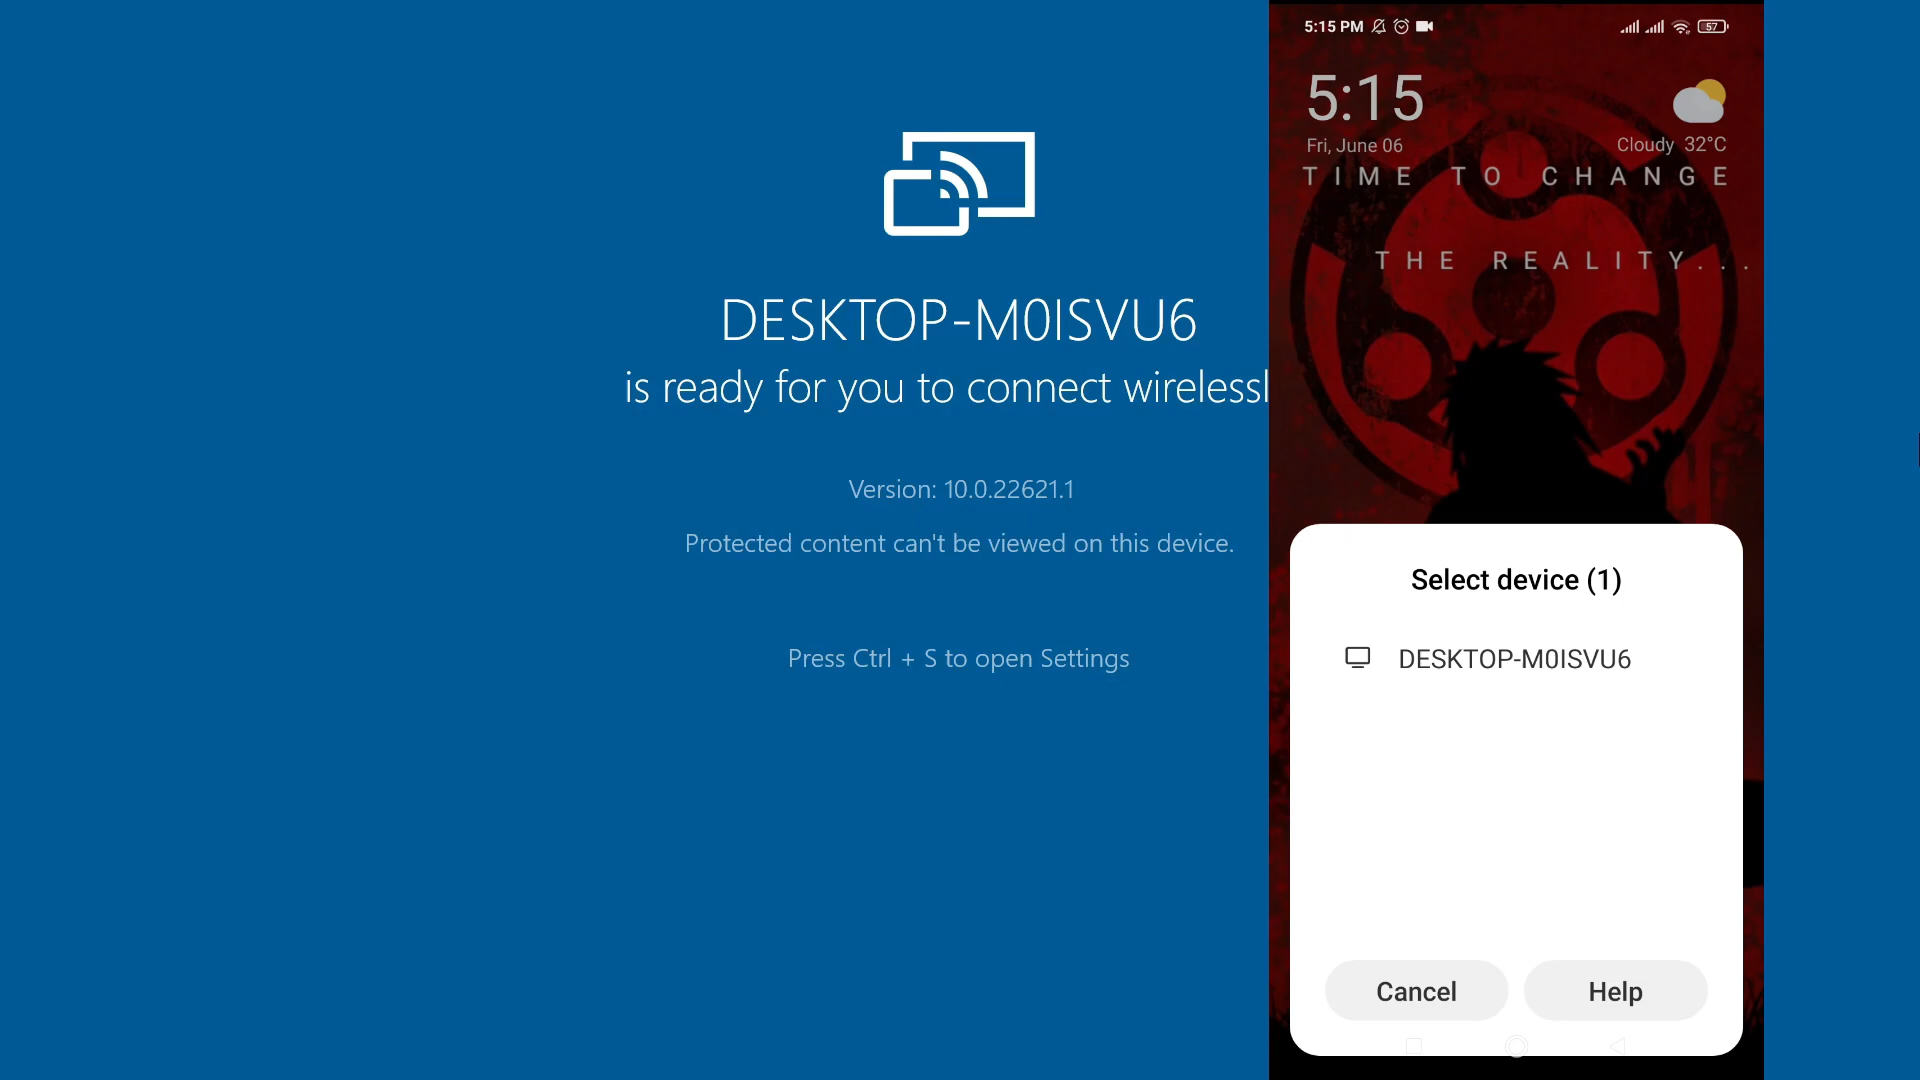 DESKTOP-M0ISVU6
is ready for you to connect wirelessl
Version: 10.0.22621.1
Protected content can't be viewed on this device.
Press Ctrl + S to open Settings
5:15 PM
57
5:15
Fri, June 06
Cloudy 32°C
TIME TO CHANGE
THE REALITY...
Select device (1)
DESKTOP-M0ISVU6
Cancel
Help